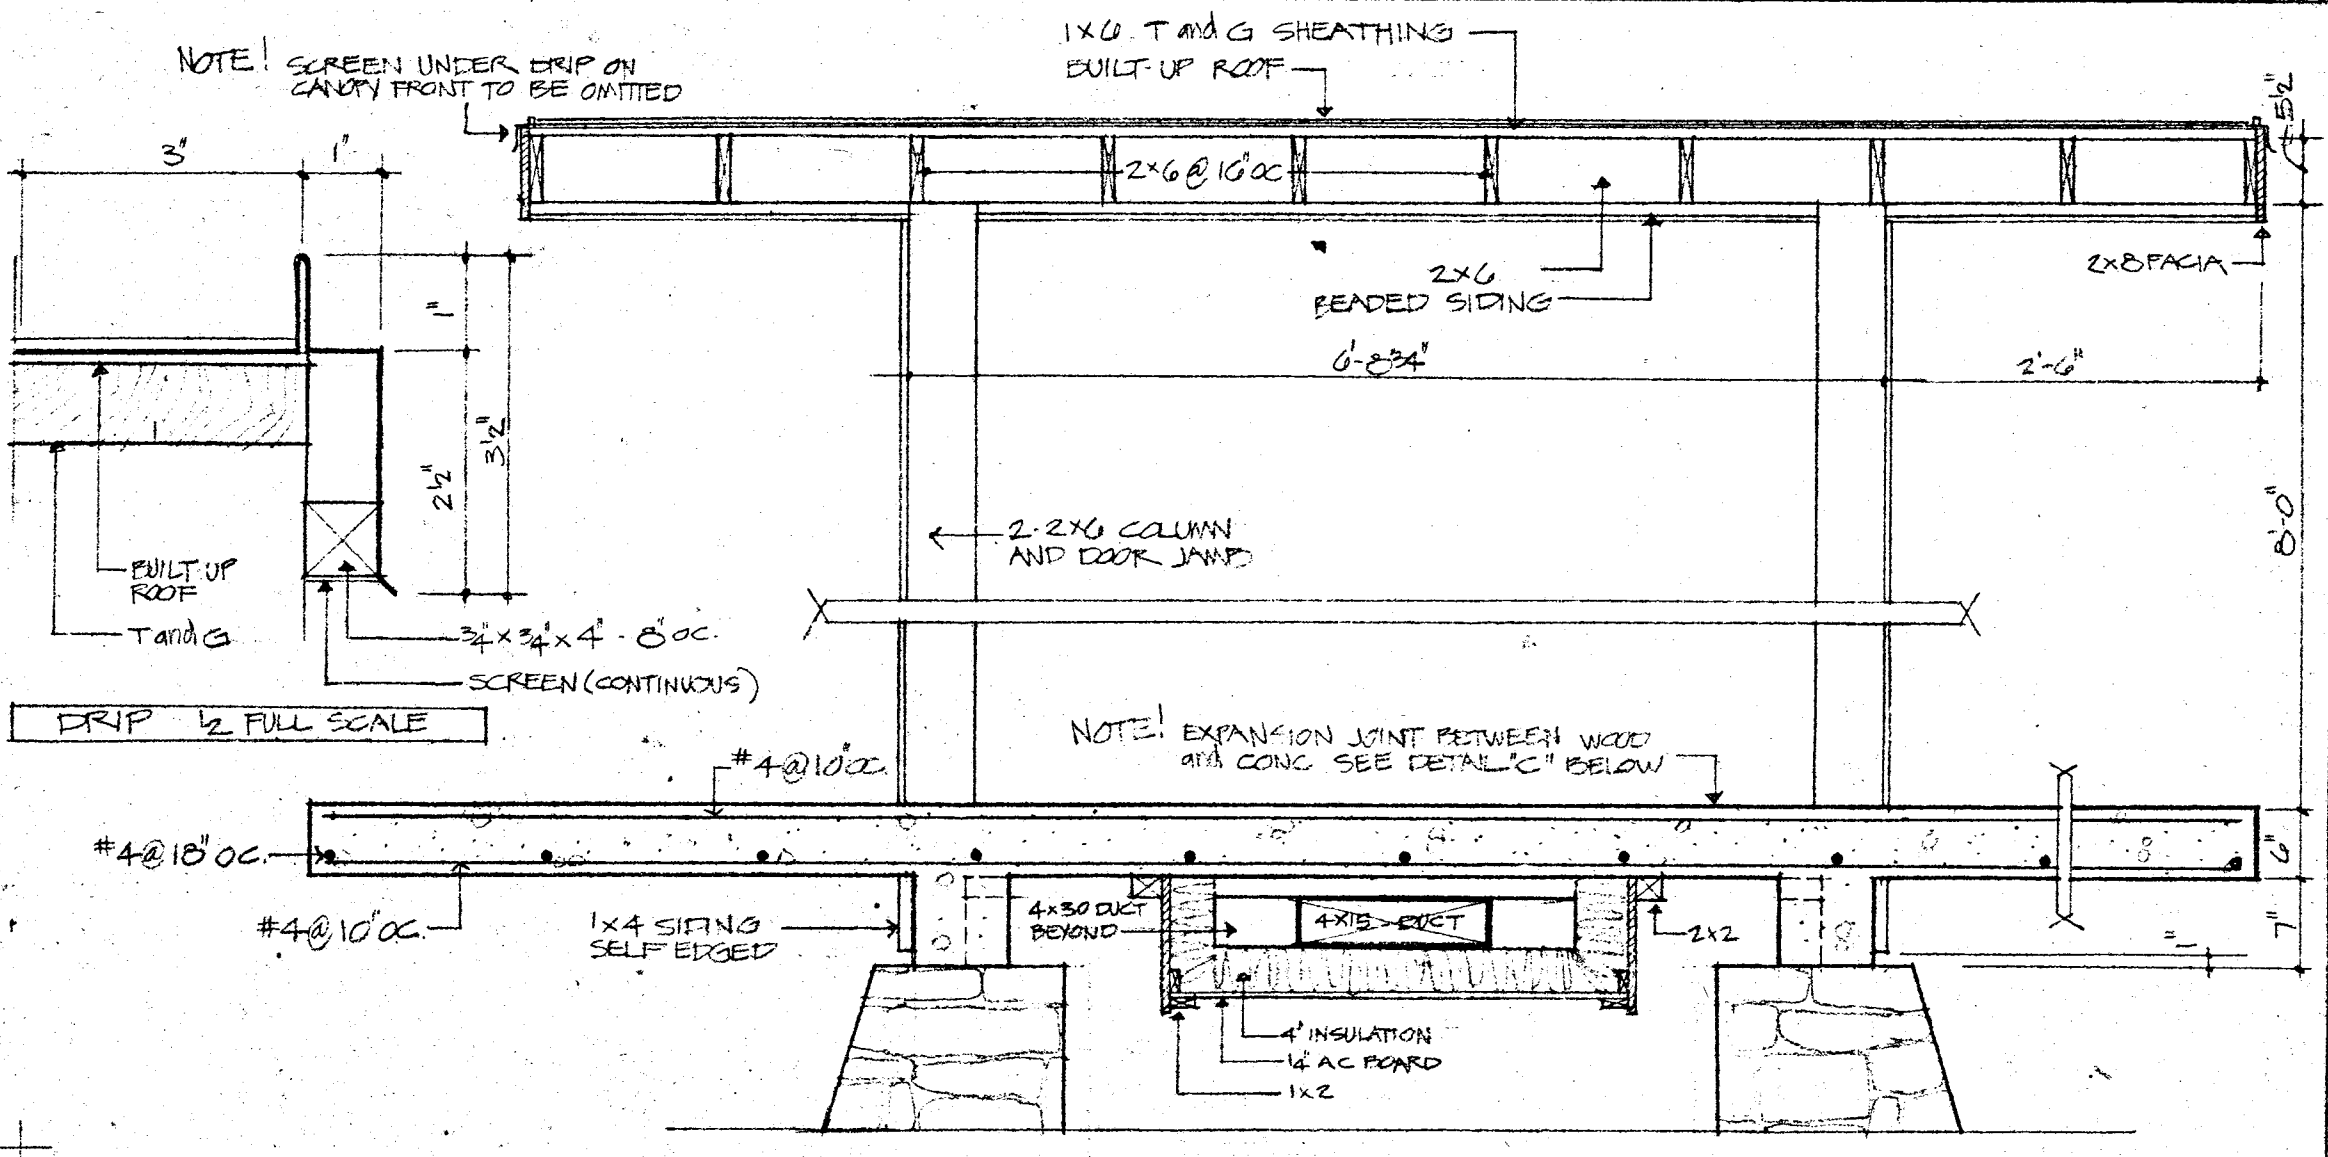 NOTE! SCREEN UNDER DRIP ON
CANOPY FRONT TO BE OMITTED
1X6 T and G SHEATHING
BUILT-UP ROOF
5½"
3"
1"
2x6 @ 16" OC
2X6
BEADED SIDING
2X8 FACIA
1"
3½"
2½"
6'-8¾"
2'-6"
8'-0"
2-2X6 COLUMN
AND DOOR JAMB
BUILT UP
ROOF
T and G
¾" x ¾" x 4" - 8" OC.
SCREEN (CONTINUOUS)
DRIP ½ FULL SCALE
NOTE! EXPANSION JOINT BETWEEN WOOD
and CONC SEE DETAIL "C" BELOW
#4@10" OC.
#4@18" OC.
#4@10" OC.
6"
7"
1"
1X4 SIDING
SELF EDGED
4x30 DUCT
BEYOND
4X15 DUCT
2x2
4" INSULATION
¼" AC BOARD
1x2